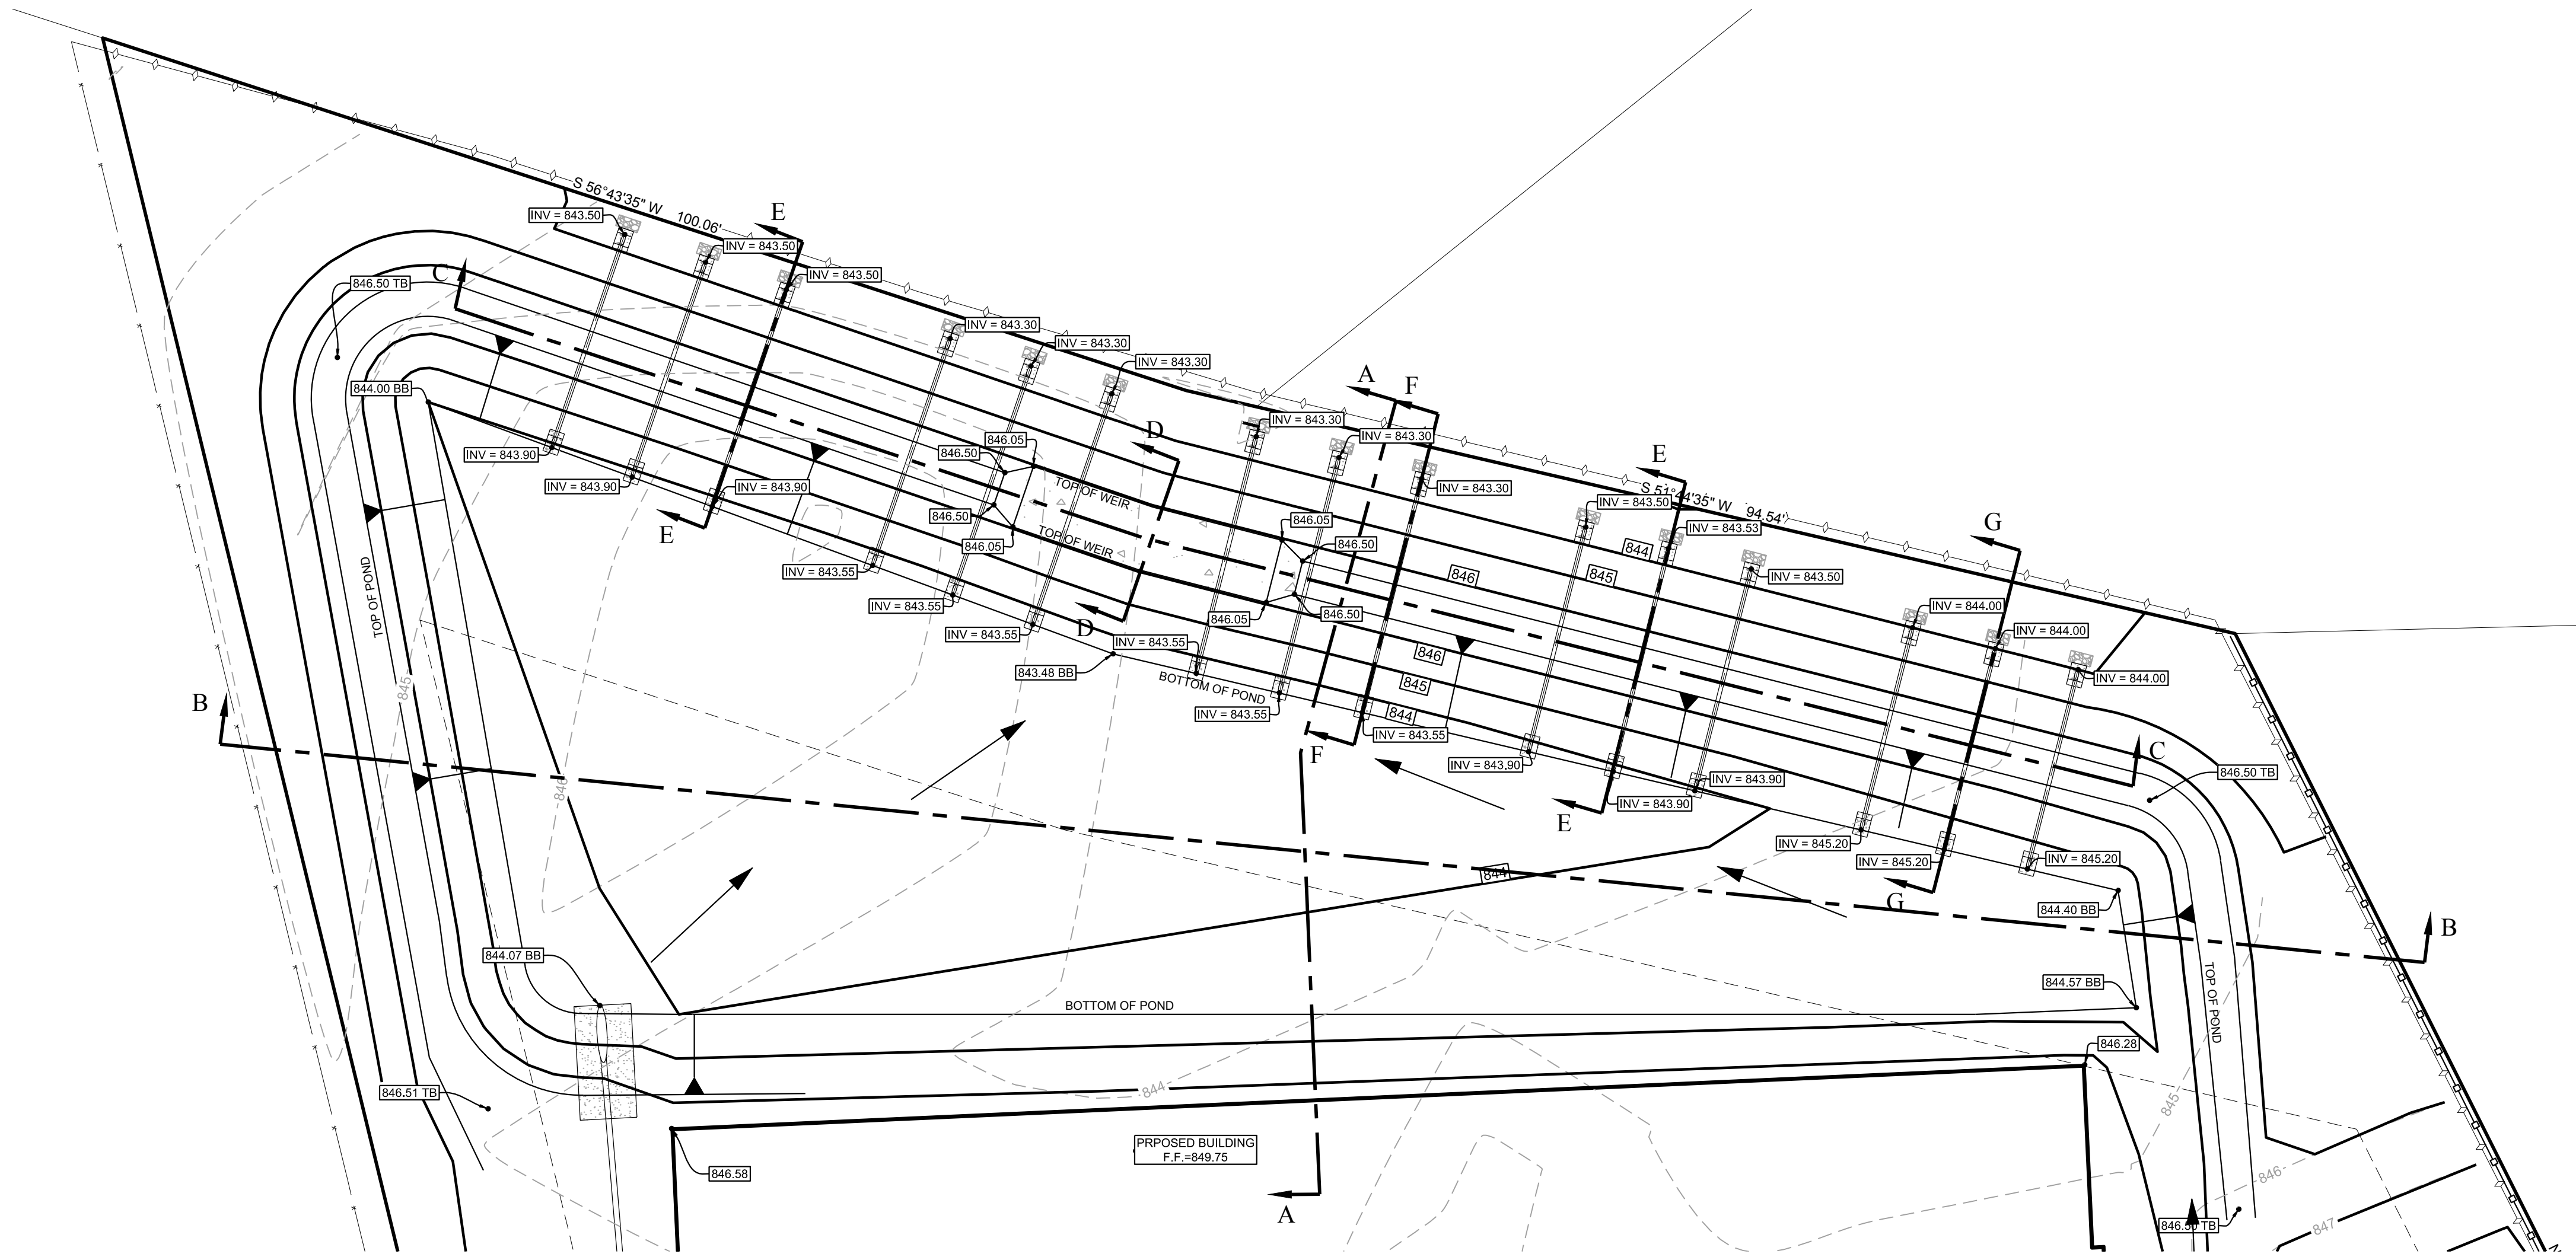 S 56°43'35" W 100.06'
INV = 843.50
E
INV = 843.50
INV = 843.50
C
846.50 TB
INV = 843.30
INV = 843.30
INV = 843.30
844.00 BB
A
F
INV = 843.30
INV = 843.30
INV = 843.90
INV = 843.90
INV = 843.90
846.50
846.05
D
TOP OF WEIR
846.50
TOP OF WEIR
846.05
E
INV = 843.30
E
S 51°44'35" W 94.54'
INV = 843.50
INV = 843.53
G
846.05
846.50
844
846
845
INV = 843.50
INV = 843.55
INV = 843.55
INV = 843.55
D
INV = 843.55
846.05
846.50
INV = 844.00
INV = 844.00
INV = 844.00
TOP OF POND
846
845
844
843.48 BB
BOTTOM OF POND
INV = 843.55
INV = 843.55
F
B
845
846
INV = 843.90
INV = 843.90
INV = 843.90
E
C
846.50 TB
INV = 845.20
INV = 845.20
INV = 845.20
844
G
844.40 BB
B
844.07 BB
844.57 BB
BOTTOM OF POND
TOP OF POND
846.28
846.51 TB
844
845
PRPOSED BUILDING
F.F.=849.75
846.58
846
A
846.50 TB
847